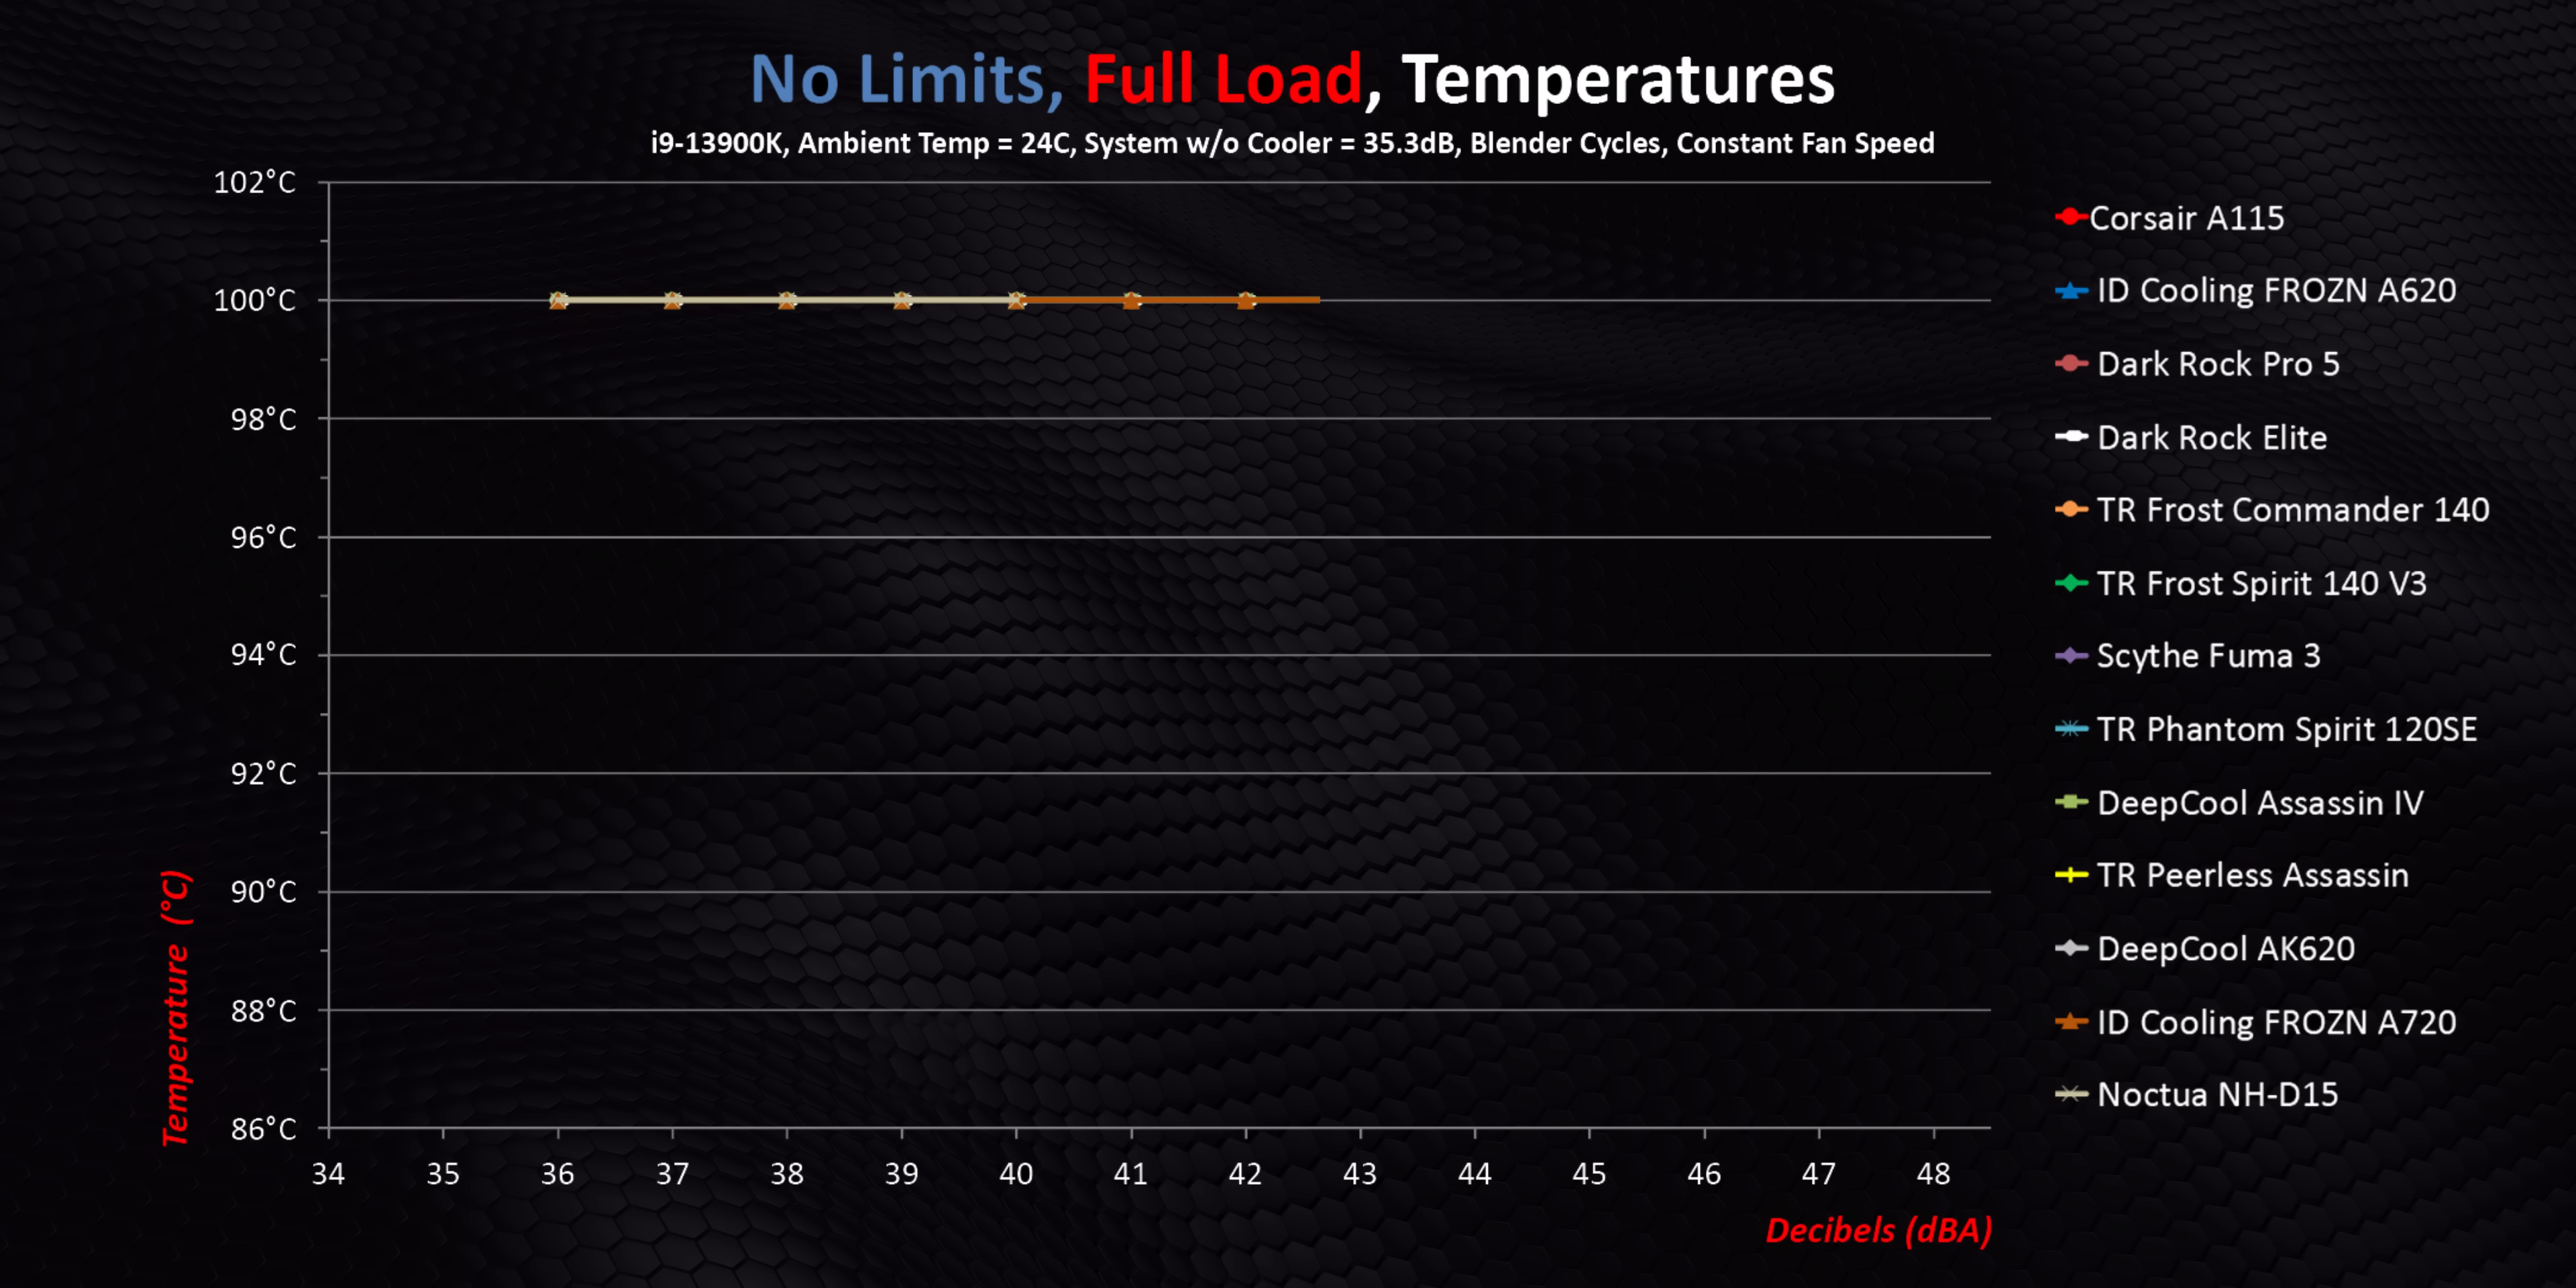 No Limits, Full Load, Temperatures
i9-13900K, Ambient Temp = 24C, System w/o Cooler = 35.3dB, Blender Cycles, Constant Fan Speed
102°C
100°C
98°C
96°C
94°C
92°C
90°C
88°C
86°C
Temperature (°C)
34 35 36 37 38 39 40 41 42 43 44 45 46 47 48
Decibels (dBA)
Corsair A115
ID Cooling FROZN A620
Dark Rock Pro 5
Dark Rock Elite
TR Frost Commander 140
TR Frost Spirit 140 V3
Scythe Fuma 3
TR Phantom Spirit 120SE
DeepCool Assassin IV
TR Peerless Assassin
DeepCool AK620
ID Cooling FROZN A720
Noctua NH-D15